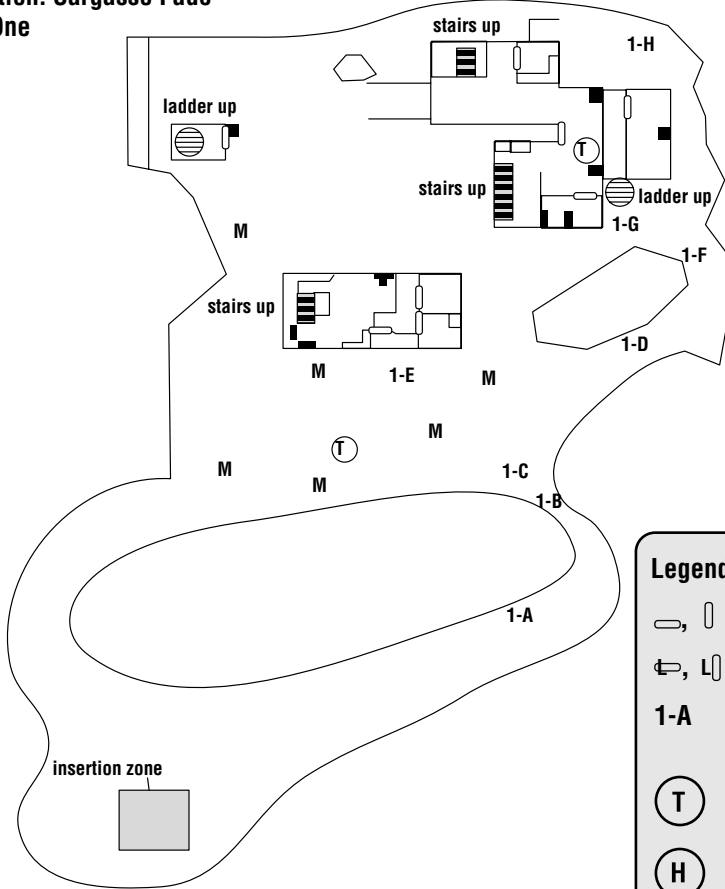 One
stairs up
1-H
ladder up
T
stairs up
ladder up
1-G
M
1-F
stairs up
1-D
M
1-E
M
M
T
M
1-C
M
1-B
1-A
Legend
L, L
1-A
insertion zone
T
H